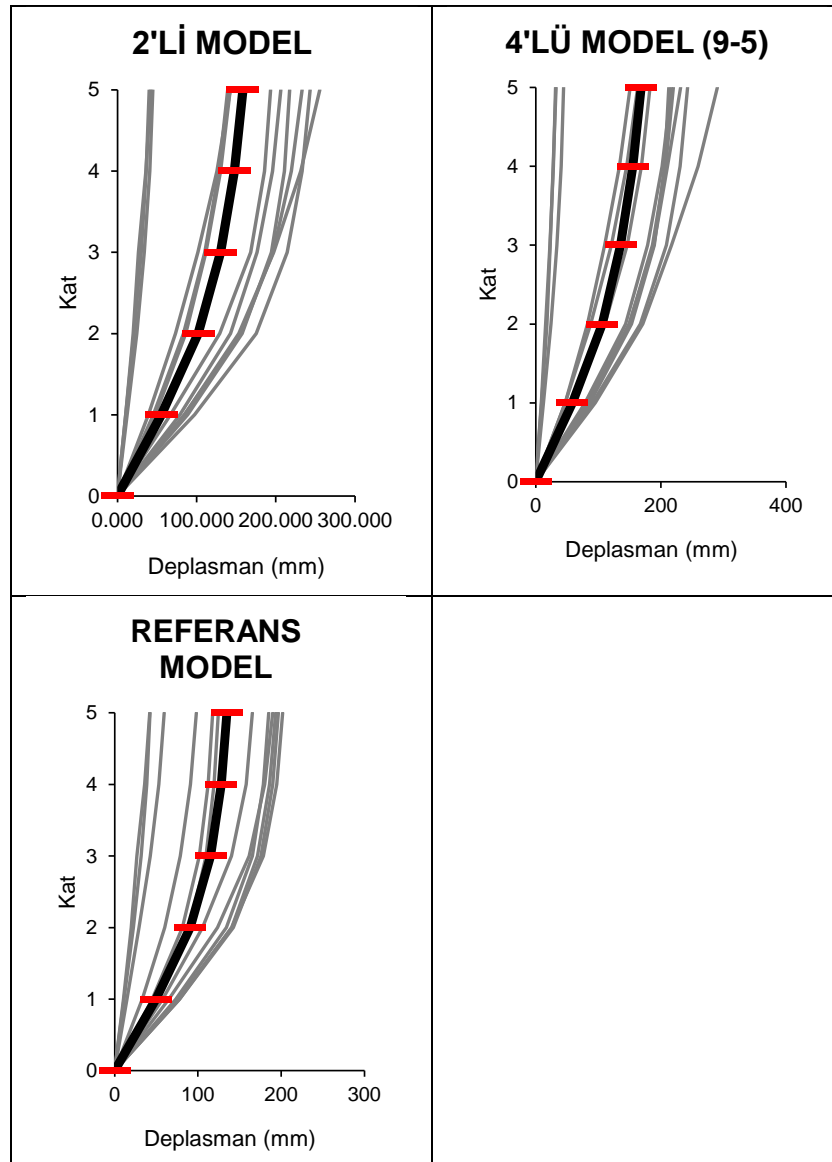 2'Lİ MODEL
5
4
3
2
1
0
Kat
0.000 100.000 200.000 300.000
Deplasman (mm)
4'LÜ MODEL (9-5)
5
4
3
2
1
0
Kat
0 200 400
Deplasman (mm)
REFERANS
MODEL
5
4
3
2
1
0
Kat
0 100 200 300
Deplasman (mm)